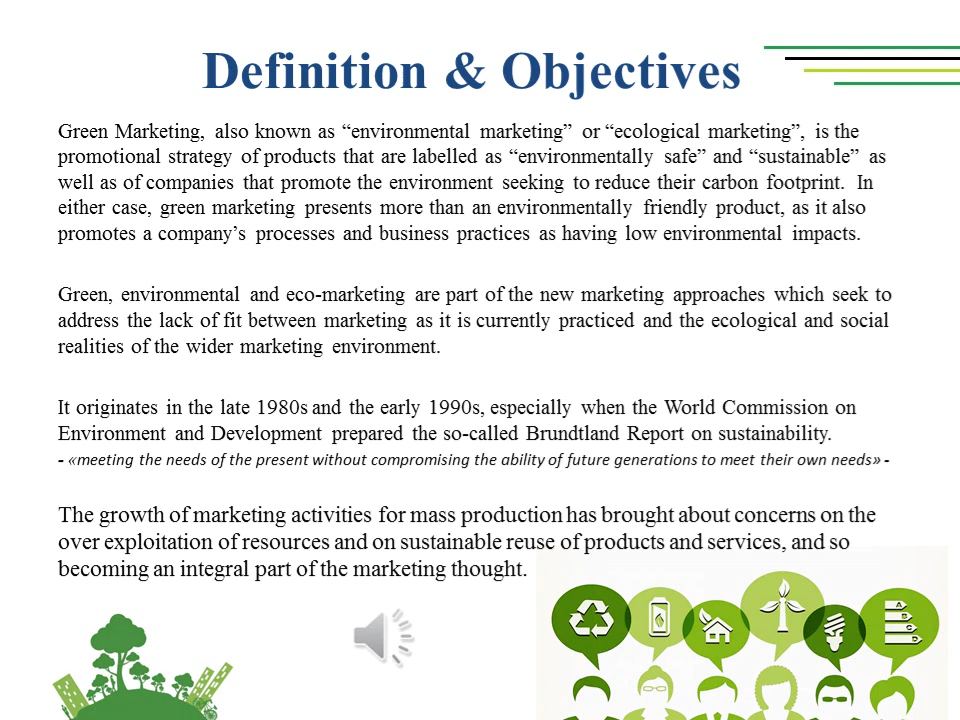 Definition & Objectives
Green Marketing, also known as “environmental marketing” or “ecological marketing”, is the
promotional strategy of products that are labelled as “environmentally safe” and “sustainable” as
well as of companies that promote the environment seeking to reduce their carbon footprint. In
either case, green marketing presents more than an environmentally friendly product, as it also
promotes a company’s processes and business practices as having low environmental impacts.
Green, environmental and eco-marketing are part of the new marketing approaches which seek to
address the lack of fit between marketing as it is currently practiced and the ecological and social
realities of the wider marketing environment.
It originates in the late 1980s and the early 1990s, especially when the World Commission on
Environment and Development prepared the so-called Brundtland Report on sustainability.
- «meeting the needs of the present without compromising the ability of future generations to meet their own needs» -
The growth of marketing activities for mass production has brought about concerns on the
over exploitation of resources and on sustainable reuse of products and services, and so
becoming an integral part of the marketing thought.